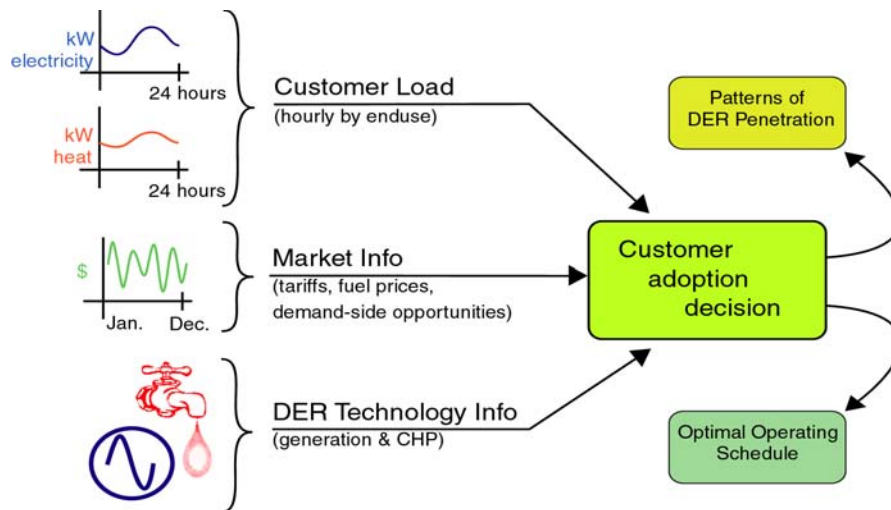 kW
electricity
24 hours
kW
heat
24 hours
Customer Load
(hourly by enduse)
$
Jan.
Dec.
Market Info
(tariffs, fuel prices,
demand-side opportunities)
DER Technology Info
(generation & CHP)
Customer
adoption
decision
Patterns of
DER Penetration
Optimal Operating
Schedule